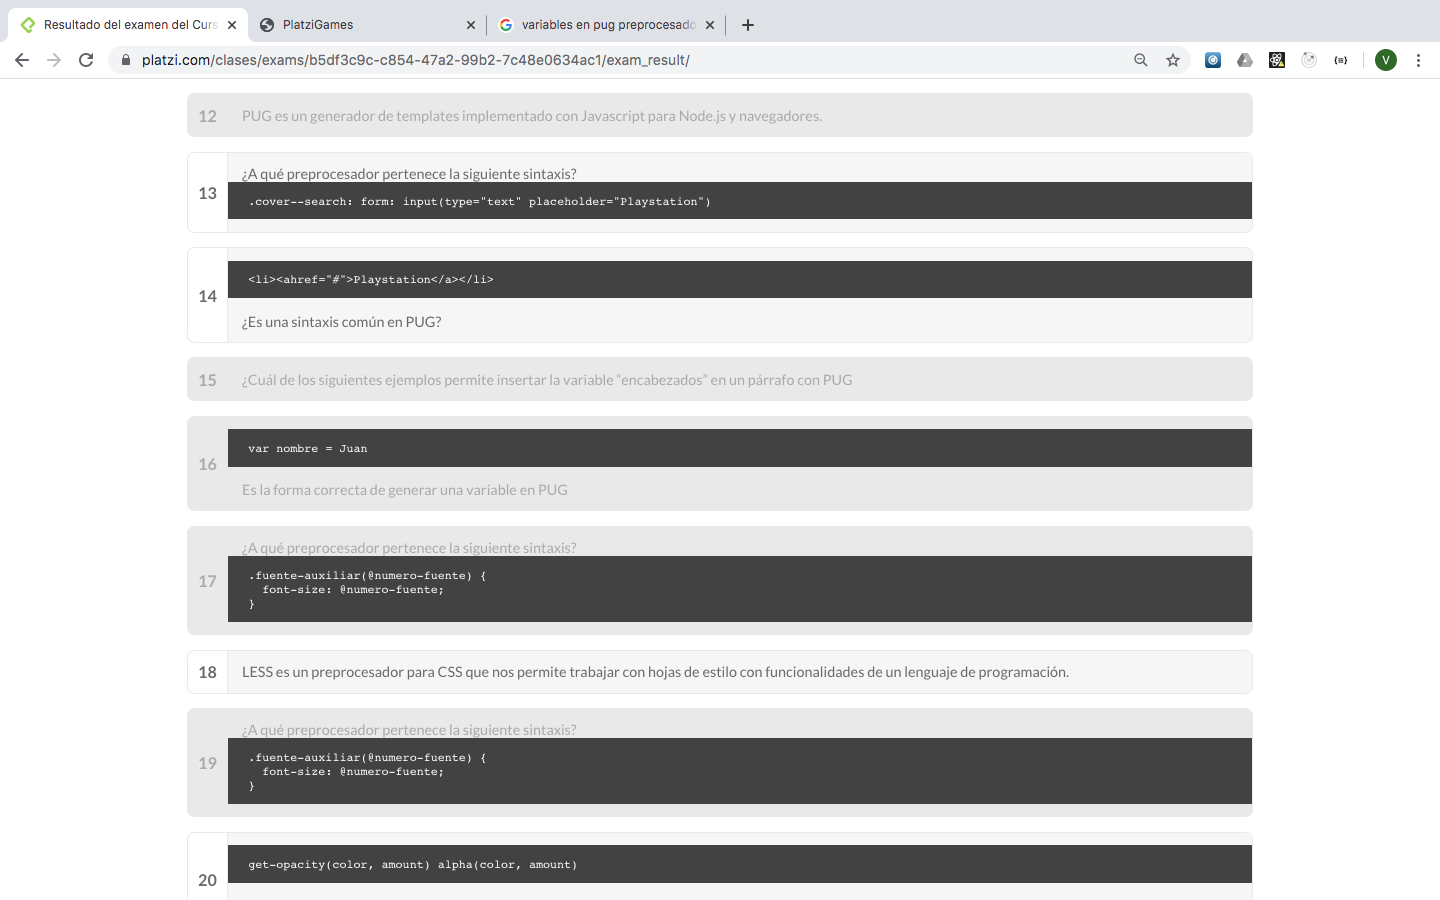 Resultado del examen del Curs
PlatziGames
variables en pug preprocesado
platzi.com/clases/exams/b5df3c9c-c854-47a2-99b2-7c48e0634ac1/exam_result/
V
12 PUG es un generador de templates implementado con Javascript para Node.js y navegadores.
13 ¿A qué preprocesador pertenece la siguiente sintaxis?
.cover--search: form: input(type="text" placeholder="Playstation")
14
<li><ahref="#">Playstation</a></li>
¿Es una sintaxis común en PUG?
15 ¿Cuál de los siguientes ejemplos permite insertar la variable “encabezados” en un párrafo con PUG
16
var nombre = Juan
Es la forma correcta de generar una variable en PUG
17 ¿A qué preprocesador pertenece la siguiente sintaxis?
.fuente-auxiliar(@numero-fuente) {
font-size: @numero-fuente;
}
18 LESS es un preprocesador para CSS que nos permite trabajar con hojas de estilo con funcionalidades de un lenguaje de programación.
19 ¿A qué preprocesador pertenece la siguiente sintaxis?
.fuente-auxiliar(@numero-fuente) {
font-size: @numero-fuente;
}
20
get-opacity(color, amount) alpha(color, amount)